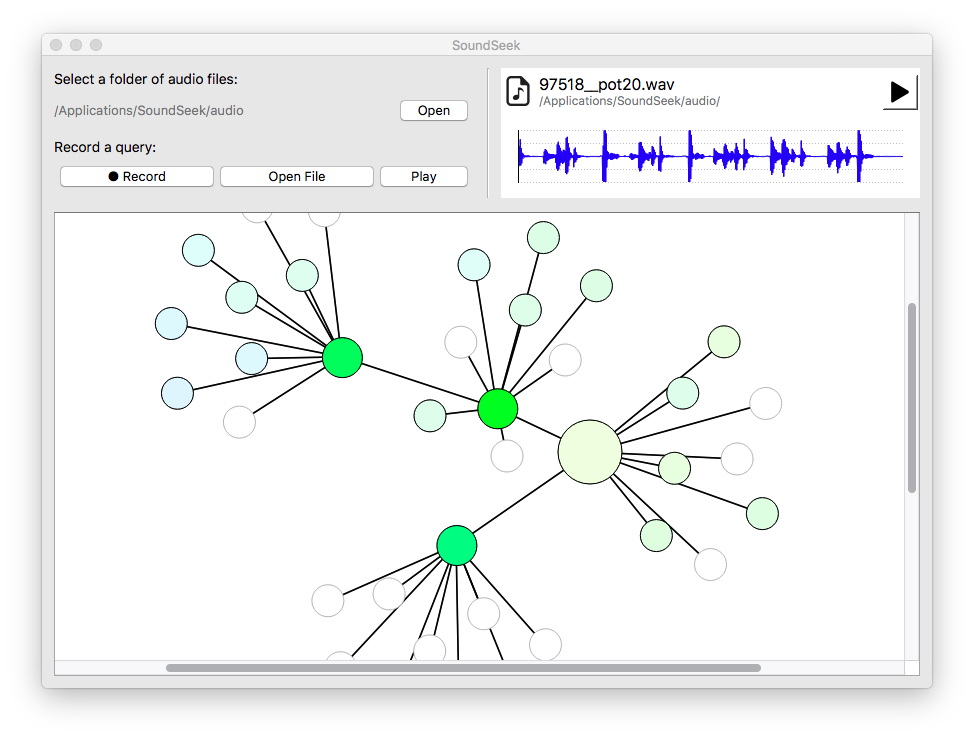 SoundSeek
Select a folder of audio files:
/Applications/SoundSeek/audio
Open
Record a query:
Record
Open File
Play
97518__pot20.wav
/Applications/SoundSeek/audio/